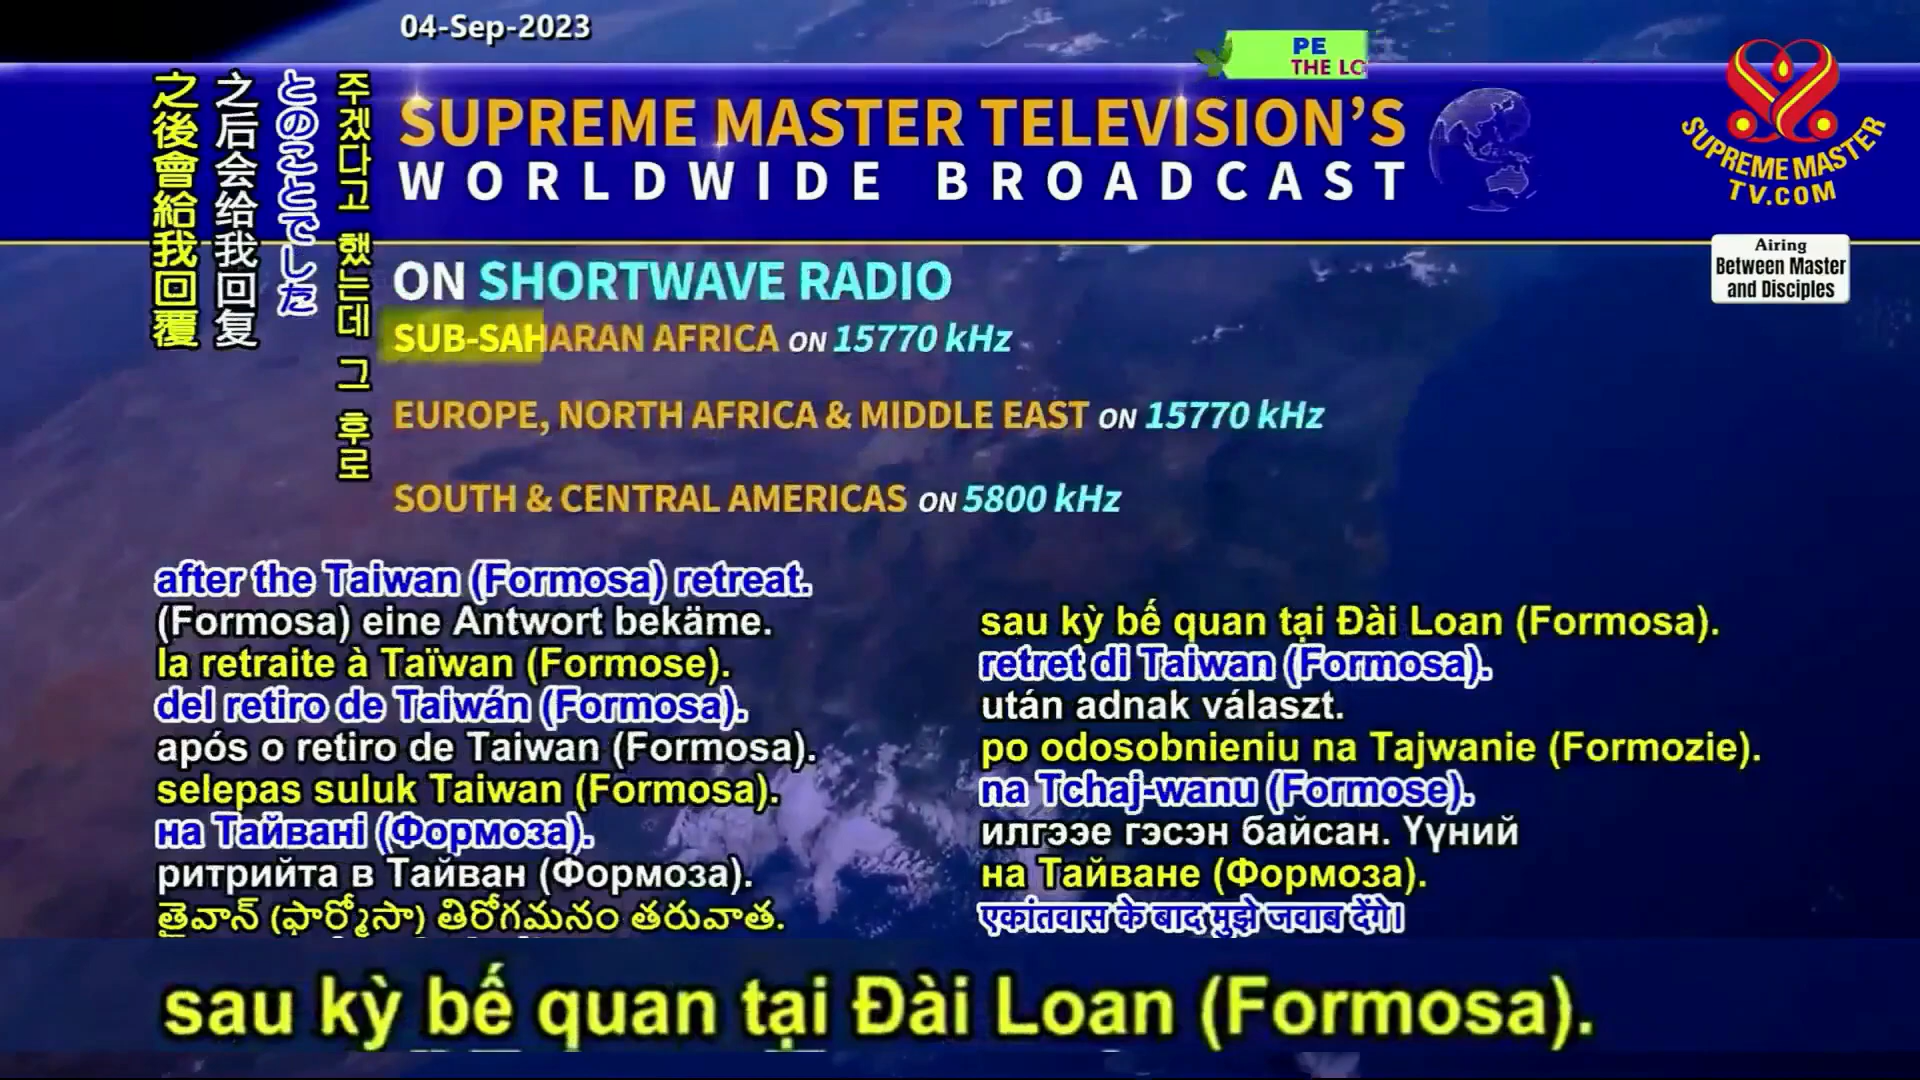 04-Sep-2023
PE
THE LO
SUPREME MASTER TELEVISION'S
WORLDWIDE BROADCAST
SUPREME MASTER
TV.COM
Airing
Between Master
and Disciples
之後會給我回覆
之后会给我回复
とのことでした
주겠다고 했는데 그 후로
ON SHORTWAVE RADIO
SUB-SAHARAN AFRICA ON 15770 kHz
EUROPE, NORTH AFRICA & MIDDLE EAST ON 15770 kHz
SOUTH & CENTRAL AMERICAS ON 5800 kHz
after the Taiwan (Formosa) retreat.
(Formosa) eine Antwort bekäme.
la retraite à Taïwan (Formose).
del retiro de Taiwán (Formosa).
após o retiro de Taiwan (Formosa).
selepas suluk Taiwan (Formosa).
на Тайвані (Формоза).
ритрийта в Тайван (Формоза).
తైవాన్ (ఫార్మోసా) తిరోగమనం తరువాత.
sau kỳ bế quan tại Đài Loan (Formosa).
retret di Taiwan (Formosa).
után adnak választ.
po odosobnieniu na Tajwanie (Formozie).
na Tchaj-wanu (Formose).
илгээе гэсэн байсан. Үүний
на Тайване (Формоза).
एकांतवास के बाद मुझे जवाब देंगे।
sau kỳ bế quan tại Đài Loan (Formosa).